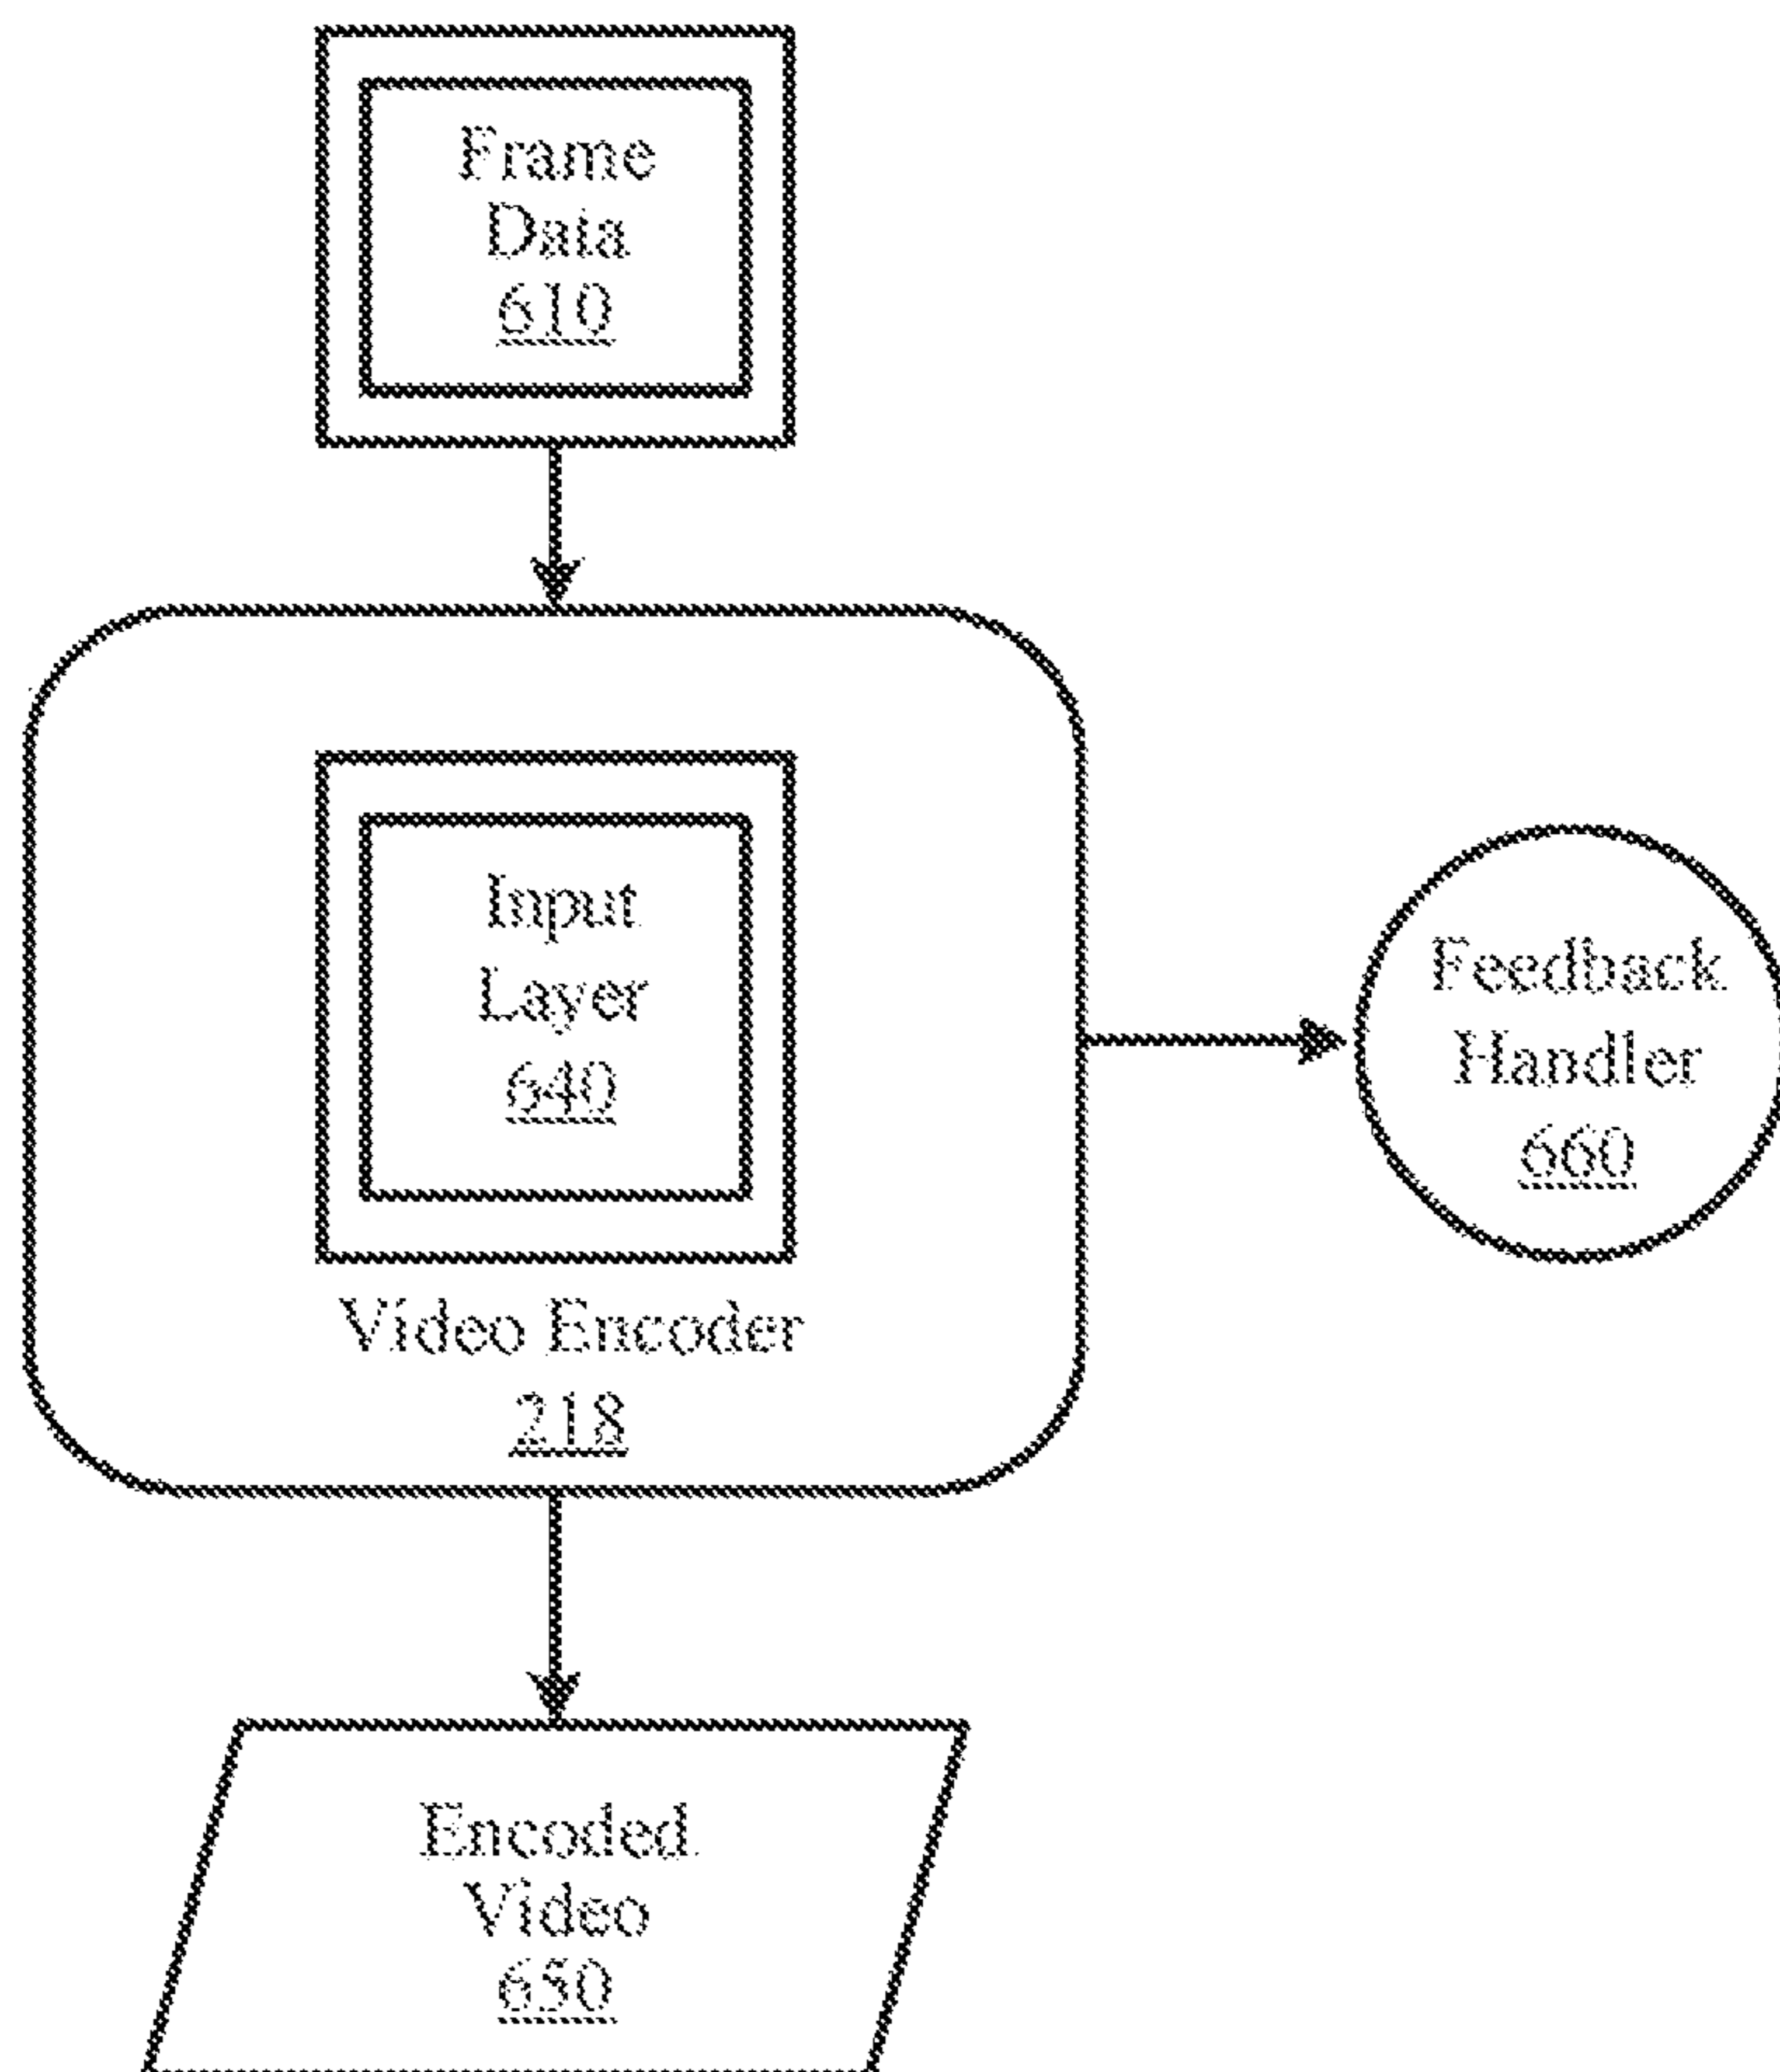 Frame
Data
610
Input
Layer
640
Video Encoder
218
Feedback
Handler
660
Encoded
Video
650